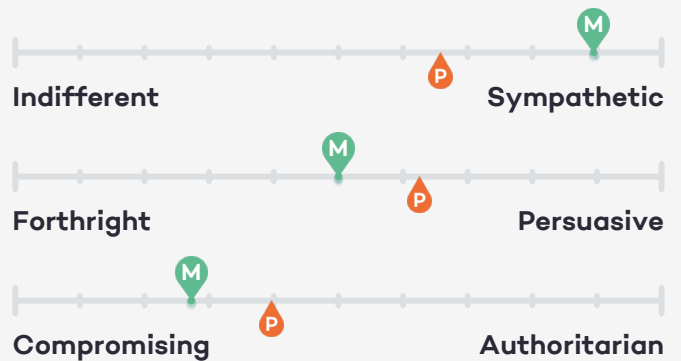 M
P
Indifferent Sympathetic
M
P
Forthright Persuasive
M
P
Compromising Authoritarian